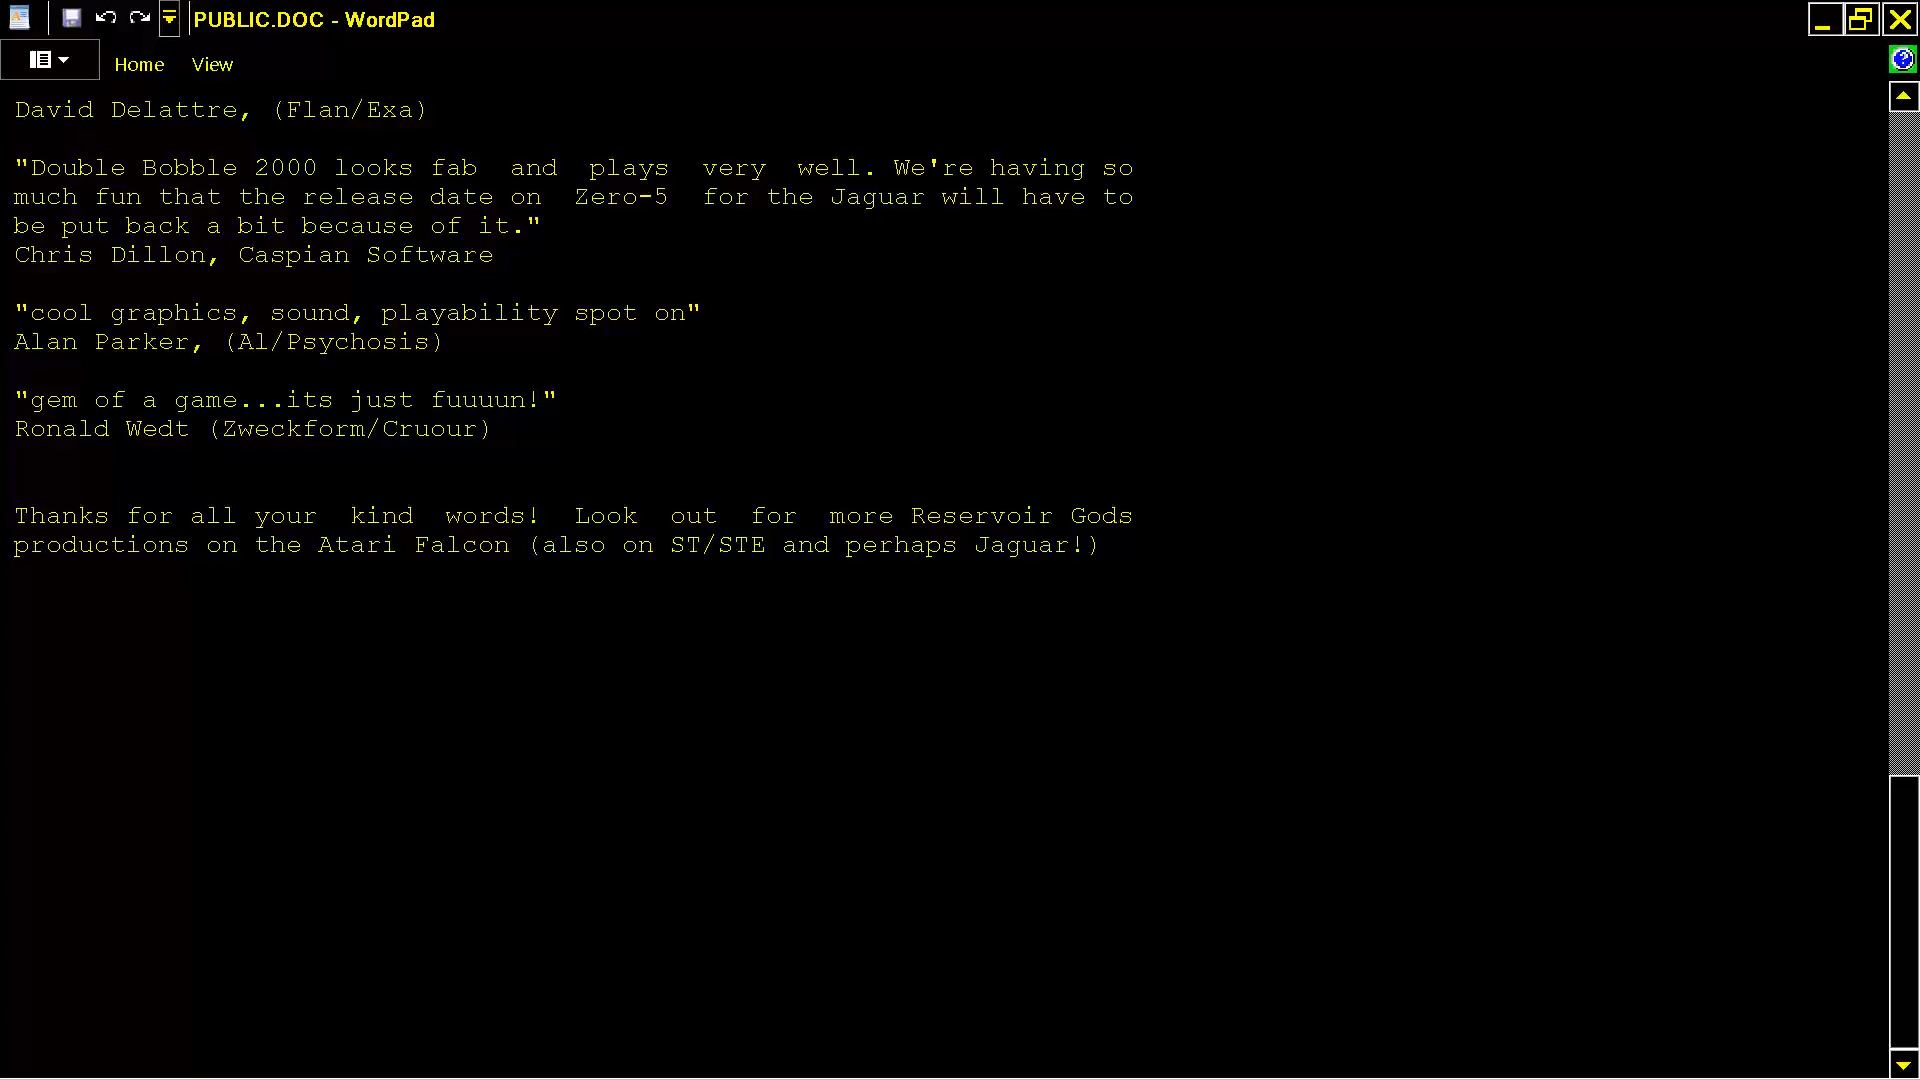 PUBLIC.DOC - WordPad
Home View
David Delattre, (Flan/Exa)
"Double Bobble 2000 looks fab  and  plays  very  well. We're having so
much fun that the release date on  Zero-5  for the Jaguar will have to
be put back a bit because of it."
Chris Dillon, Caspian Software
"cool graphics, sound, playability spot on"
Alan Parker, (Al/Psychosis)
"gem of a game...its just fuuuun!"
Ronald Wedt (Zweckform/Cruour)
Thanks for all your  kind  words!  Look  out  for  more Reservoir Gods
productions on the Atari Falcon (also on ST/STE and perhaps Jaguar!)